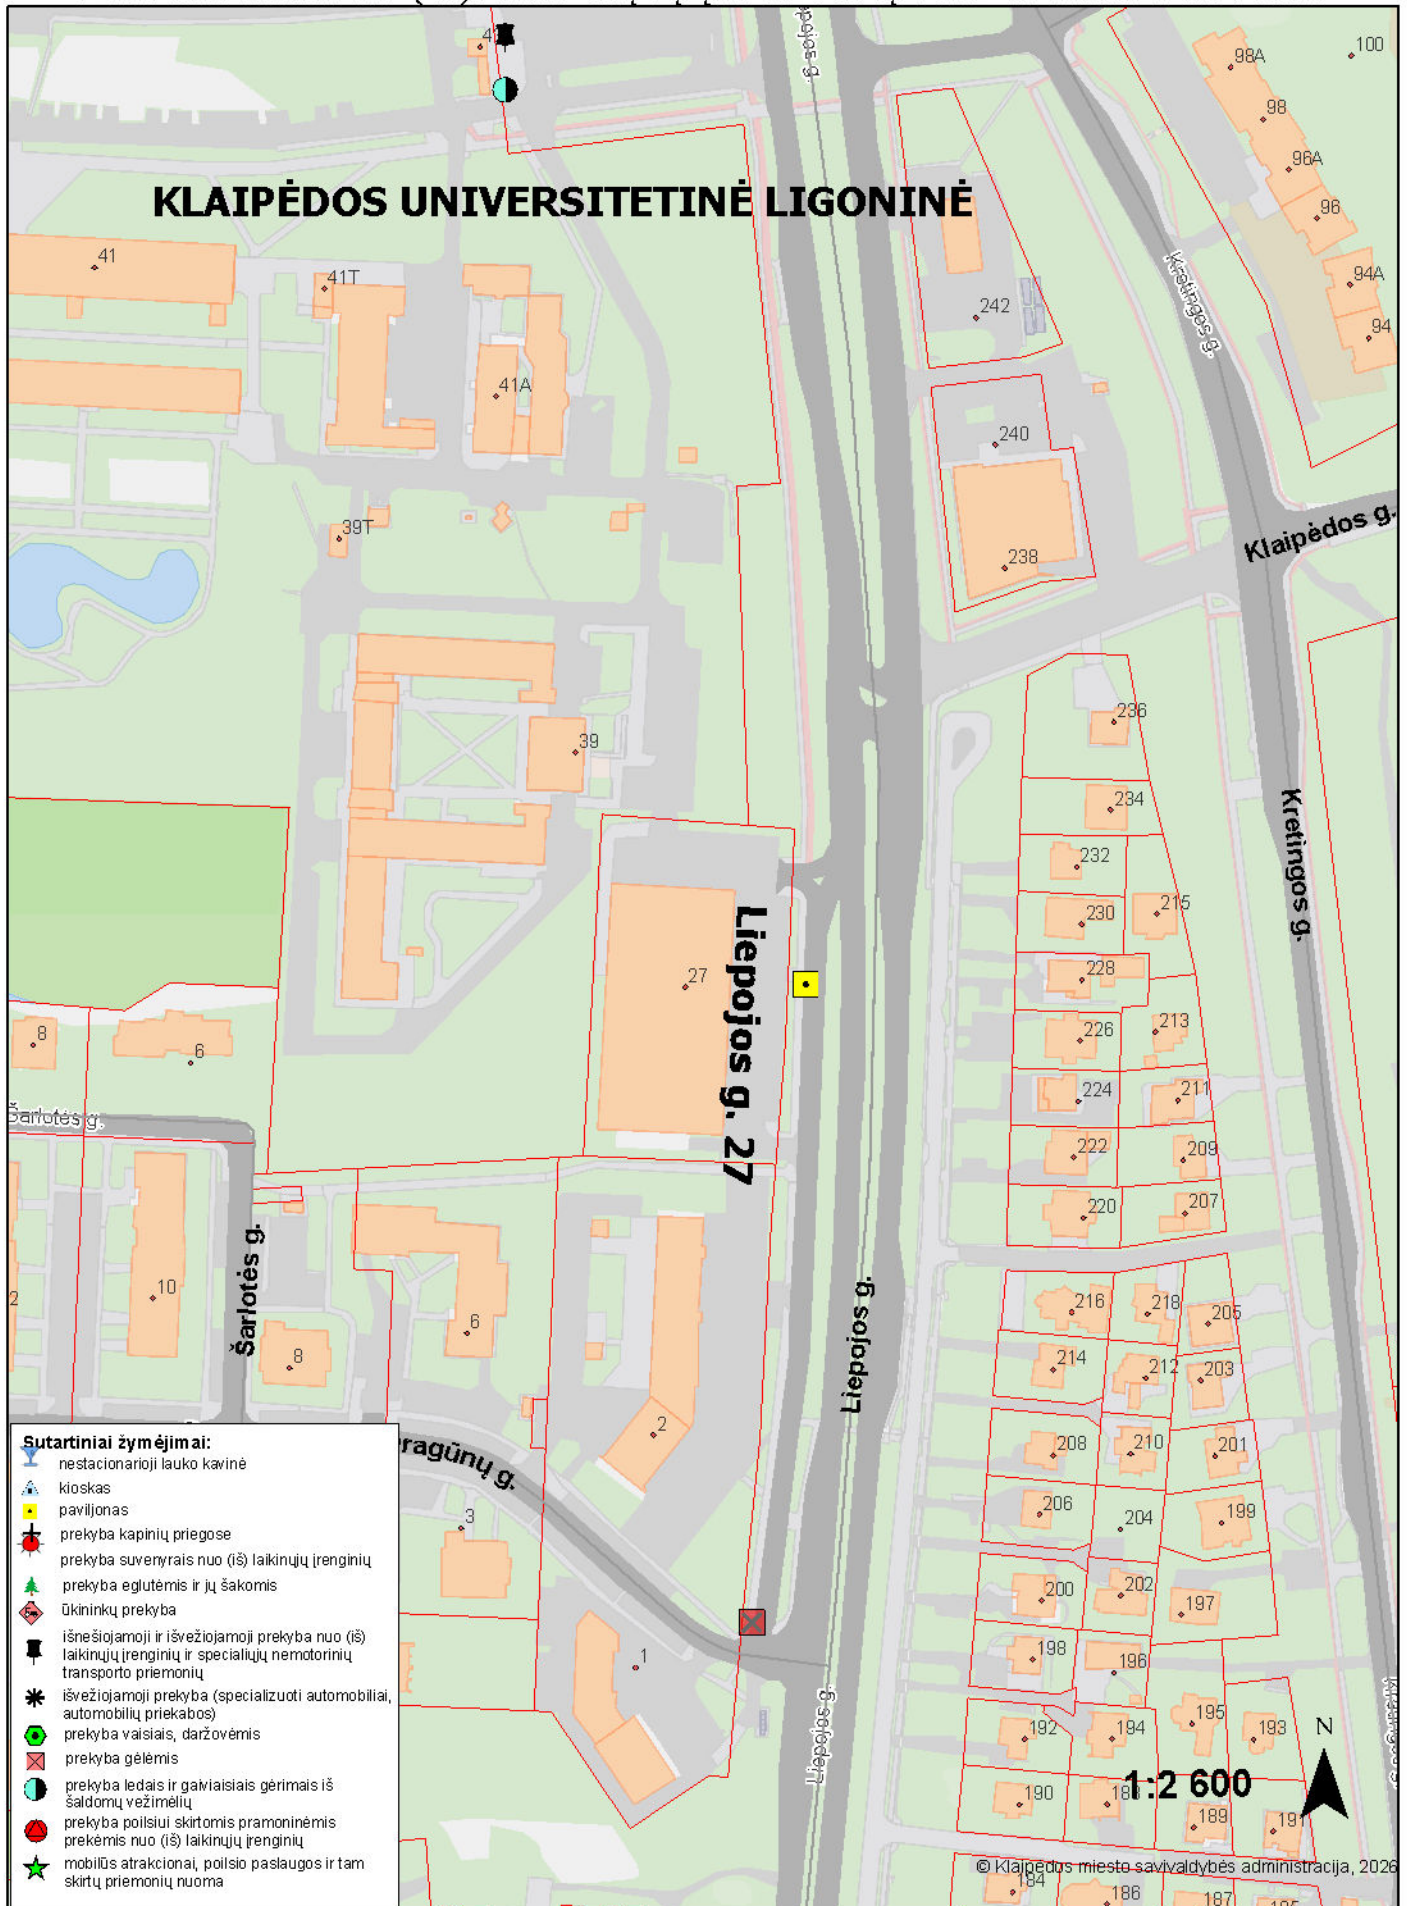 4
100
98A
98
96A
96
94A
94
Liepojos g.
KLAIPĖDOS UNIVERSITETINĖ LIGONINĖ
41
41T
41A
242
Kretingos g.
240
238
Klaipėdos g.
39T
39
236
234
232
230
215
228
226
213
224
211
222
209
220
207
Kretingos g.
27
Liepojos g. 27
8
6
Šarlotės g.
10
2
Šarlotės g.
6
8
2
Liepojos g.
216
218
205
214
212
203
208
210
201
206
204
199
200
202
197
198
196
192
194
195
193
190
188
189
191
184
186
187
ragūnų g.
3
1
Liepojos g.
Sutartiniai žymėjimai:
nestacionarioji lauko kavinė
kioskas
paviljonas
prekyba kapinių priegose
prekyba suvenyrais nuo (iš) laikinųjų įrenginių
prekyba eglutėmis ir jų šakomis
ūkininkų prekyba
išnešiojamoji ir išvežiojamoji prekyba nuo (iš)
laikinųjų įrenginių ir specialiųjų nemotorinių
transporto priemonių
išvežiojamoji prekyba (specializuoti automobiliai,
automobilių priekabos)
prekyba vaisiais, daržovėmis
prekyba gėlėmis
prekyba ledais ir gaiviaisiais gėrimais iš
šaldomų vežimėlių
prekyba poilsiui skirtomis pramoninėmis
prekėmis nuo (iš) laikinųjų įrenginių
mobilūs atrakcionai, poilsio paslaugos ir tam
skirtų priemonių nuoma
N
1:2 600
© Klaipėdos miesto savivaldybės administracija, 2026